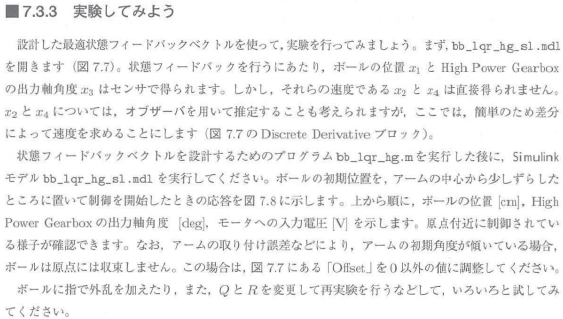 ■7.3.3 実験してみよう
設計した最適状態フィードバックベクトルを使って，実験を行ってみましょう。まず，bb_lqr_hg_sl.mdl
を開きます（図 7.7）。状態フィードバックを行うにあたり，ボールの位置 x₁ と High Power Gearbox
の出力軸角度 x₃ はセンサで得られます。しかし，それらの速度である x₂ と x₄ は直接得られません。
x₂ と x₄ については，オブザーバを用いて推定することも考えられますが，ここでは，簡単のため差分
によって速度を求めることにします（図 7.7 の Discrete Derivative ブロック）。
状態フィードバックベクトルを設計するためのプログラム bb_lqr_hg.m を実行した後に，Simulink
モデル bb_lqr_hg_sl.mdl を実行してください。ボールの初期位置を，アームの中心から少しずらした
ところに置いて制御を開始したときの応答を図 7.8 に示します。上から順に，ボールの位置 [cm]，High
Power Gearbox の出力軸角度 [deg]，モータへの入力電圧 [V] を示します。原点付近に制御されてい
る様子が確認できます。なお，アームの取り付け誤差などにより，アームの初期角度が傾いている場合，
ボールは原点には収束しません。この場合は，図 7.7 にある「Offset」を 0 以外の値に調整してください。
ボールに指で外乱を加えたり，また，Q と R を変更して再実験を行うなどして，いろいろと試してみ
てください。